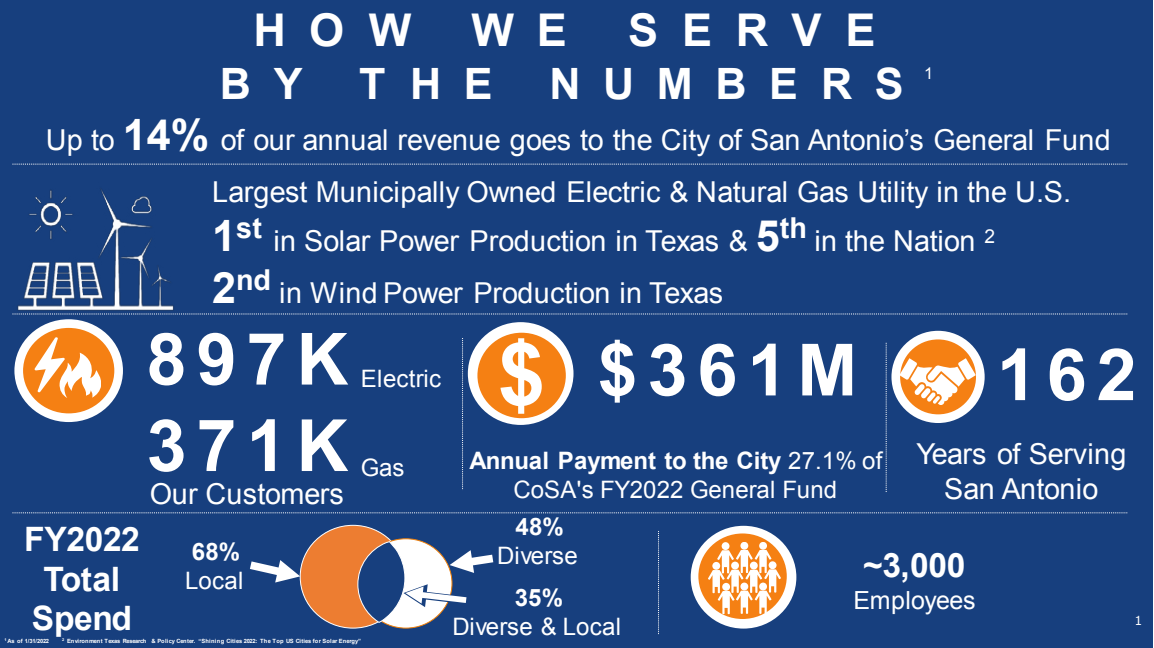 HOW WE SERVE
BY THE NUMBERS 1
Up to 14% of our annual revenue goes to the City of San Antonio’s General Fund
Largest Municipally Owned Electric & Natural Gas Utility in the U.S.
1st in Solar Power Production in Texas & 5th in the Nation 2
2nd in Wind Power Production in Texas
897K Electric
371K Gas
Our Customers
$
$361M
Annual Payment to the City 27.1% of
CoSA's FY2022 General Fund
162
Years of Serving
San Antonio
FY2022
Total
Spend
68%
Local
48%
Diverse
35%
Diverse & Local
~3,000
Employees
1
1 As of 1/31/2022 2 Environment Texas Research & Policy Center. “Shining Cities 2022: The Top US Cities for Solar Energy”